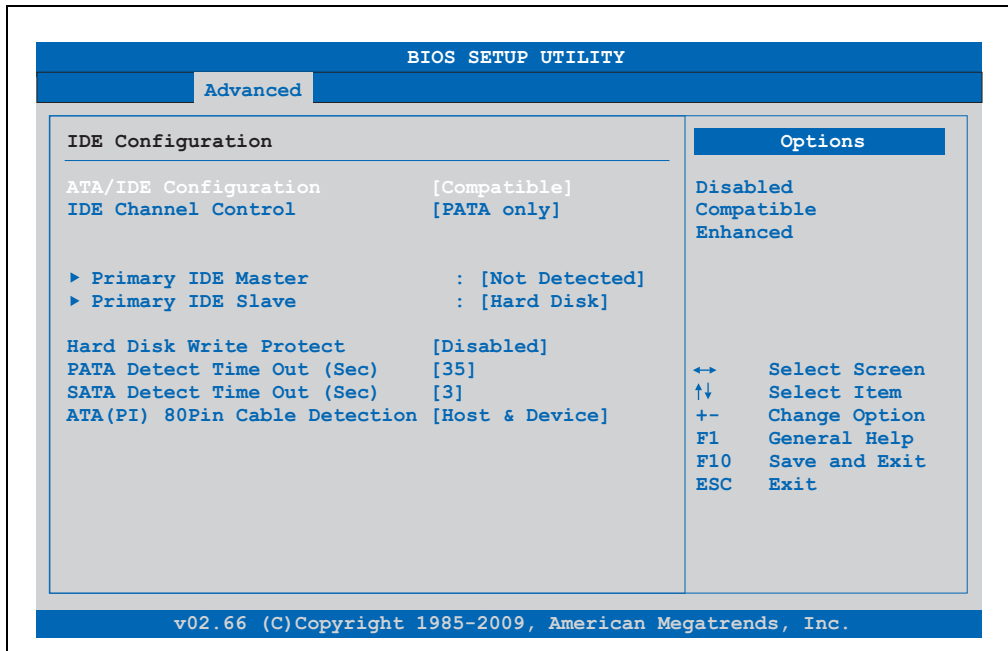 BIOS SETUP UTILITY
Advanced
IDE Configuration
ATA/IDE Configuration [Compatible]
IDE Channel Control [PATA only]
▶ Primary IDE Master : [Not Detected]
▶ Primary IDE Slave : [Hard Disk]
Hard Disk Write Protect [Disabled]
PATA Detect Time Out (Sec) [35]
SATA Detect Time Out (Sec) [3]
ATA(PI) 80Pin Cable Detection [Host & Device]
Options
Disabled
Compatible
Enhanced
↔ Select Screen
↑↓ Select Item
+- Change Option
F1 General Help
F10 Save and Exit
ESC Exit
v02.66 (C)Copyright 1985-2009, American Megatrends, Inc.